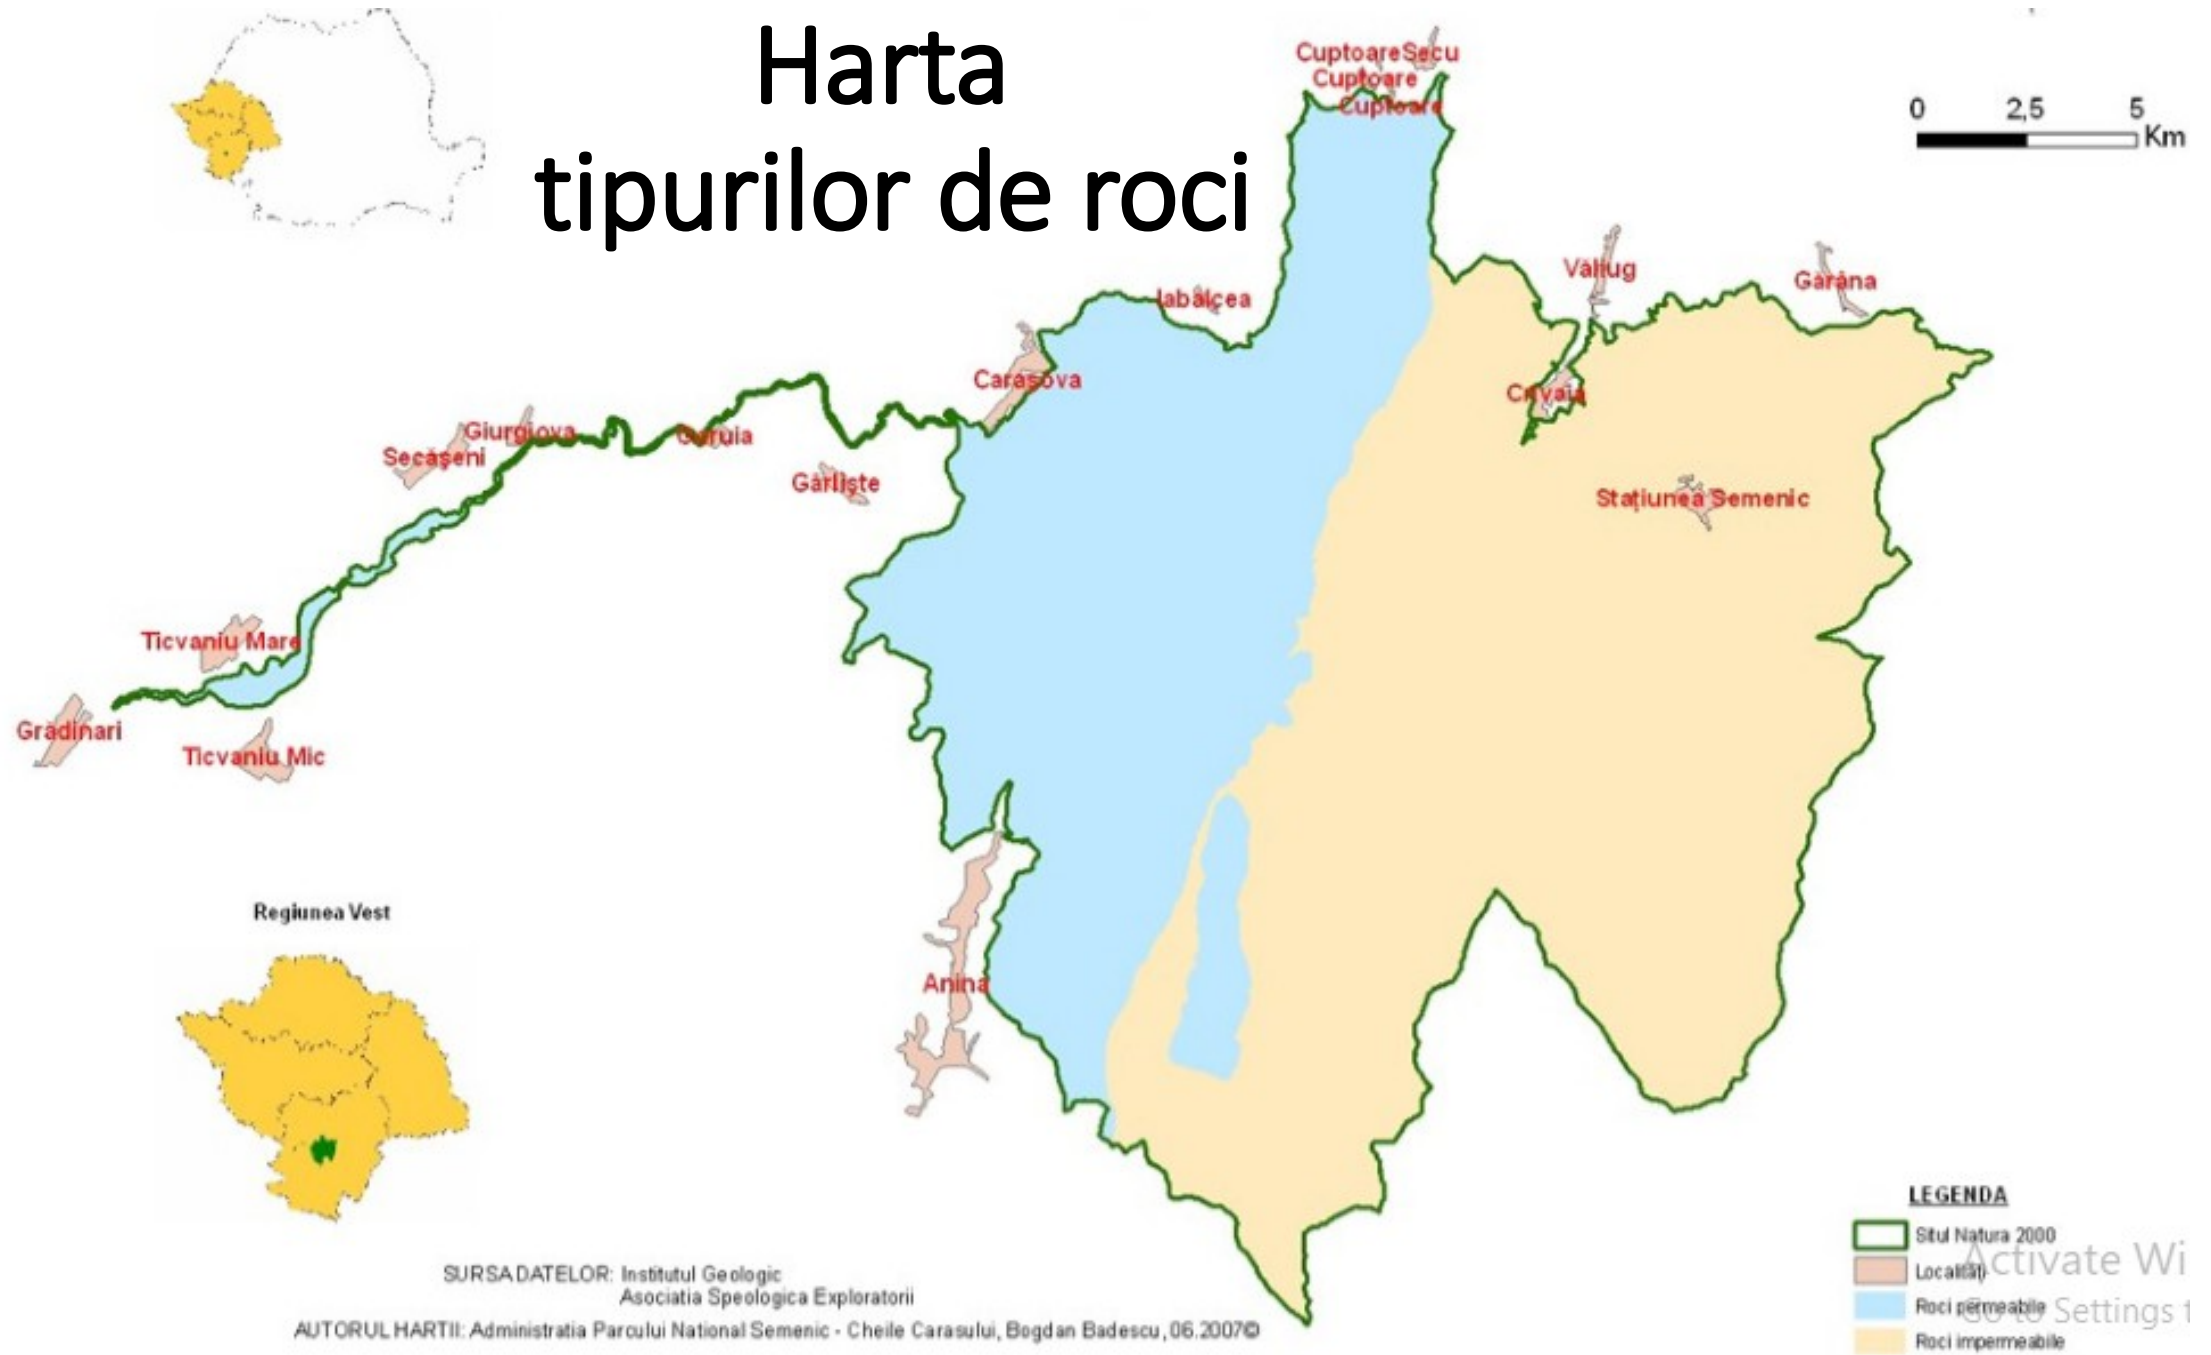 Harta
tipurilor de roci
CuptoareSecu
Cuptoare
Cuptoare
0 2,5 5
Km
Văliug
Gărâna
Iabalcea
Carasova
Crivaia
Giurgiova
Secășeni
Garuia
Gârliște
Stațiunea Semenic
Ticvaniu Mare
Grădinari
Ticvaniu Mic
Regiunea Vest
Anina
LEGENDA
Situl Natura 2000
Localități
Roci permeabile
Roci impermeabile
Activate Wi
Go to Settings t
SURSA DATELOR: Institutul Geologic
Asociatia Speologica Exploratorii
AUTORUL HARTII: Administratia Parcului National Semenic - Cheile Carasului, Bogdan Badescu, 06.2007©